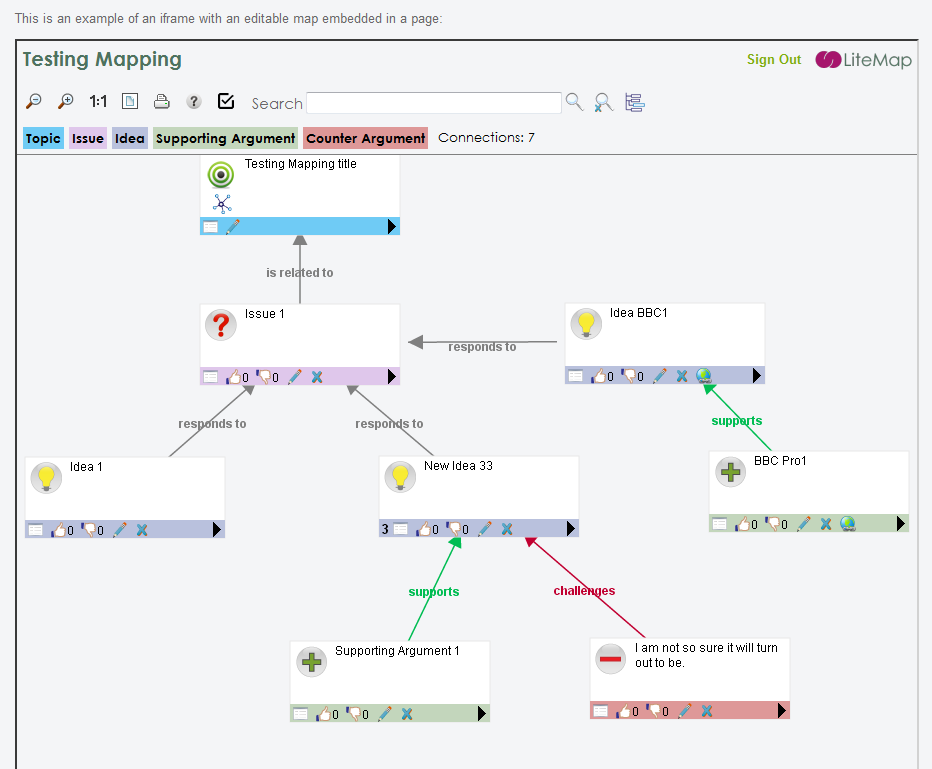 This is an example of an iframe with an editable map embedded in a page:
Testing Mapping
Sign Out
LiteMap
1:1
?
Search
Topic
Issue
Idea
Supporting Argument
Counter Argument
Connections: 7
Testing Mapping title
is related to
Issue 1
0
0
Idea BBC1
0
0
responds to
responds to
responds to
supports
Idea 1
0
0
New Idea 33
3
0
0
BBC Pro1
0
0
supports
challenges
Supporting Argument 1
0
0
I am not so sure it will turn
out to be.
0
0